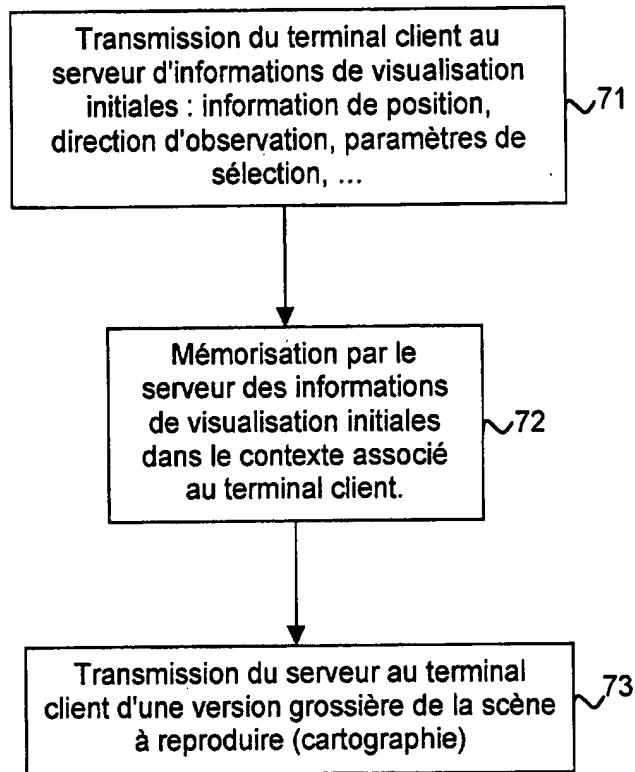 Transmission du terminal client au
serveur d'informations de visualisation
initiales : information de position,
direction d'observation, paramètres de
sélection, ...
71
Mémorisation par le
serveur des informations
de visualisation initiales
dans le contexte associé
au terminal client.
72
Transmission du serveur au terminal
client d'une version grossière de la scène
à reproduire (cartographie)
73